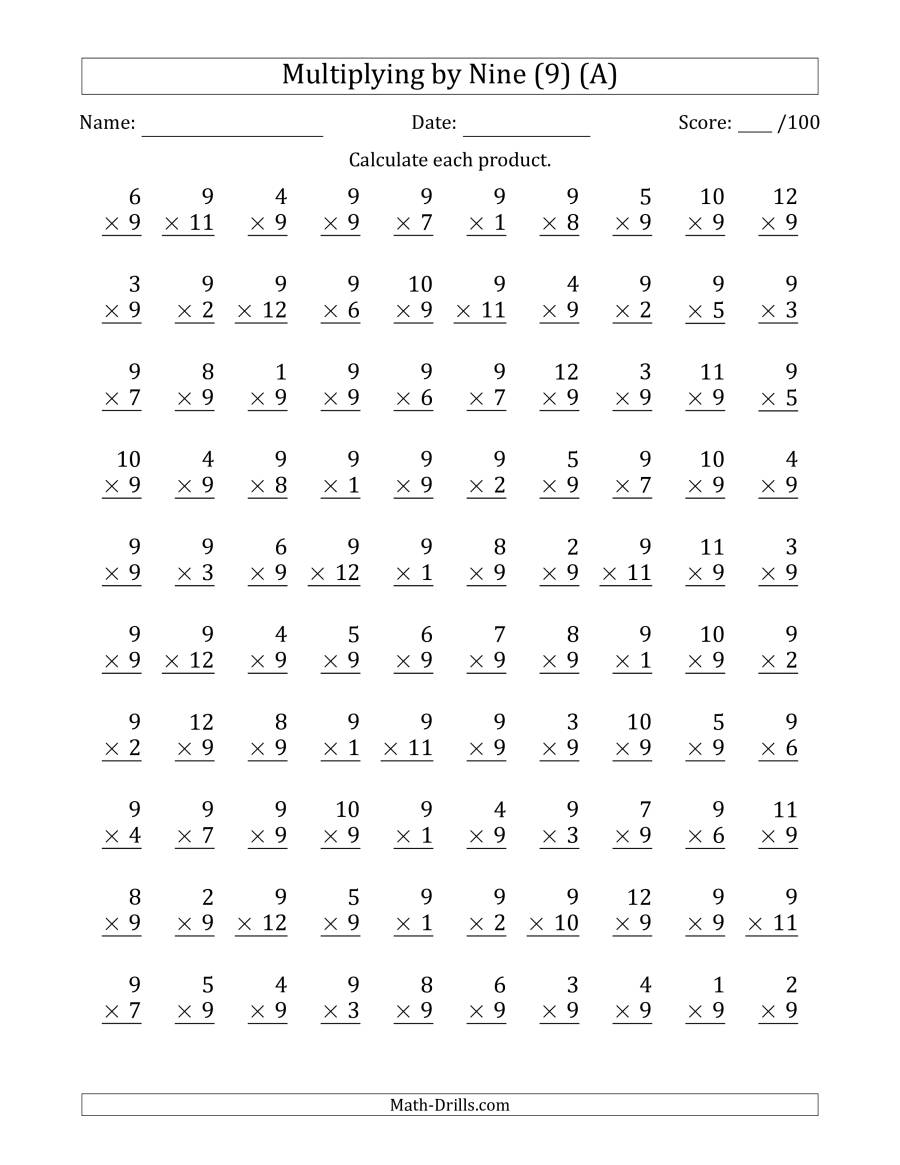 Multiplying by Nine (9) (A)
Name: Date: Score: /100
Calculate each product.
6 9 4 9 9 9 9 5 10 12
× 9 × 11 × 9 × 9 × 7 × 1 × 8 × 9 × 9 × 9
3 9 9 9 10 9 4 9 9 9
× 9 × 2 × 12 × 6 × 9 × 11 × 9 × 2 × 5 × 3
9 8 1 9 9 9 12 3 11 9
× 7 × 9 × 9 × 9 × 6 × 7 × 9 × 9 × 9 × 5
10 4 9 9 9 9 5 9 10 4
× 9 × 9 × 8 × 1 × 9 × 2 × 9 × 7 × 9 × 9
9 9 6 9 9 8 2 9 11 3
× 9 × 3 × 9 × 12 × 1 × 9 × 9 × 11 × 9 × 9
9 9 4 5 6 7 8 9 10 9
× 9 × 12 × 9 × 9 × 9 × 9 × 9 × 1 × 9 × 2
9 12 8 9 9 9 3 10 5 9
× 2 × 9 × 9 × 1 × 11 × 9 × 9 × 9 × 9 × 6
9 9 9 10 9 4 9 7 9 11
× 4 × 7 × 9 × 9 × 1 × 9 × 3 × 9 × 6 × 9
8 2 9 5 9 9 9 12 9 9
× 9 × 9 × 12 × 9 × 1 × 2 × 10 × 9 × 9 × 11
9 5 4 9 8 6 3 4 1 2
× 7 × 9 × 9 × 3 × 9 × 9 × 9 × 9 × 9 × 9
Math-Drills.com